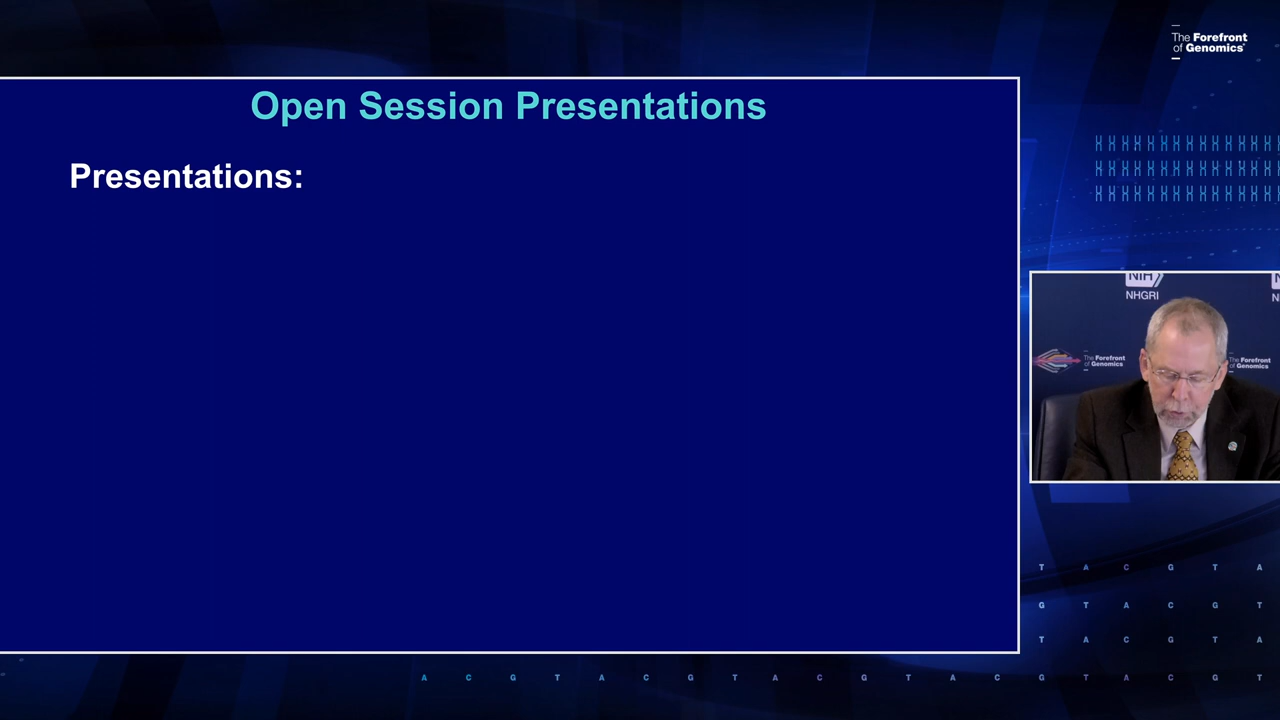 The Forefront
of Genomics
Open Session Presentations
Presentations:
NIH
NHGRI
N
The Forefront
of Genomics
The Forefront
of Genomics
T A C G T A
G T A C G T
T A C G T A
A C G T A C G T A C G T A C G T A C G T